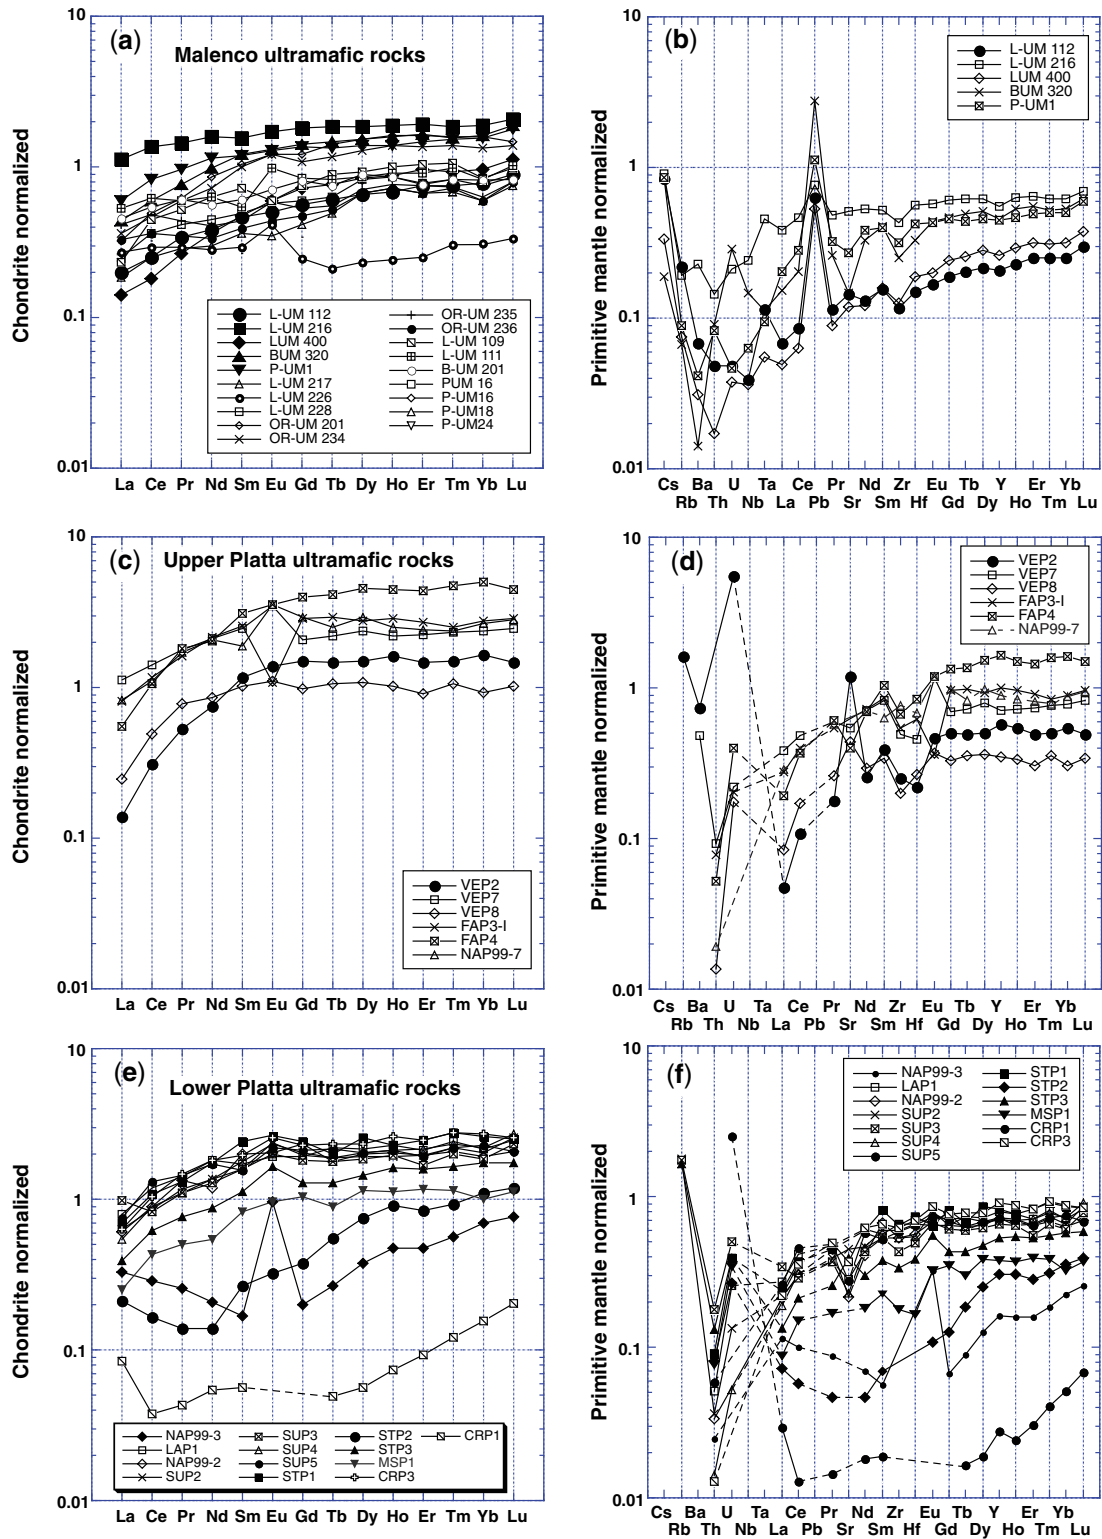 (a)
Malenco ultramafic rocks
Chondrite normalized
10
1
0.1
0.01
L-UM 112
L-UM 216
LUM 400
BUM 320
P-UM1
L-UM 217
L-UM 226
L-UM 228
OR-UM 201
OR-UM 234
OR-UM 235
OR-UM 236
L-UM 109
L-UM 111
B-UM 201
PUM 16
P-UM16
P-UM18
P-UM24
La Ce Pr Nd Sm Eu Gd Tb Dy Ho Er Tm Yb Lu
(b)
Primitive mantle normalized
10
1
0.1
0.01
L-UM 112
L-UM 216
LUM 400
BUM 320
P-UM1
Cs Ba U Ta Ce Pr Nd Zr Eu Tb Y Er Yb
Rb Th Nb La Pb Sr Sm Hf Gd Dy Ho Tm Lu
(c)
Upper Platta ultramafic rocks
Chondrite normalized
10
1
0.1
0.01
VEP2
VEP7
VEP8
FAP3-I
FAP4
NAP99-7
La Ce Pr Nd Sm Eu Gd Tb Dy Ho Er Tm Yb Lu
(d)
Primitive mantle normalized
10
1
0.1
0.01
VEP2
VEP7
VEP8
FAP3-I
FAP4
NAP99-7
Cs Ba U Ta Ce Pr Nd Zr Eu Tb Y Er Yb
Rb Th Nb La Pb Sr Sm Hf Gd Dy Ho Tm Lu
(e)
Lower Platta ultramafic rocks
Chondrite normalized
10
1
0.1
0.01
NAP99-3
LAP1
NAP99-2
SUP2
SUP3
SUP4
SUP5
STP1
STP2
STP3
MSP1
CRP3
CRP1
La Ce Pr Nd Sm Eu Gd Tb Dy Ho Er Tm Yb Lu
(f)
Primitive mantle normalized
10
1
0.1
0.01
NAP99-3
LAP1
NAP99-2
SUP2
SUP3
SUP4
SUP5
STP1
STP2
STP3
MSP1
CRP1
CRP3
Cs Ba U Ta Ce Pr Nd Zr Eu Tb Y Er Yb
Rb Th Nb La Pb Sr Sm Hf Gd Dy Ho Tm Lu